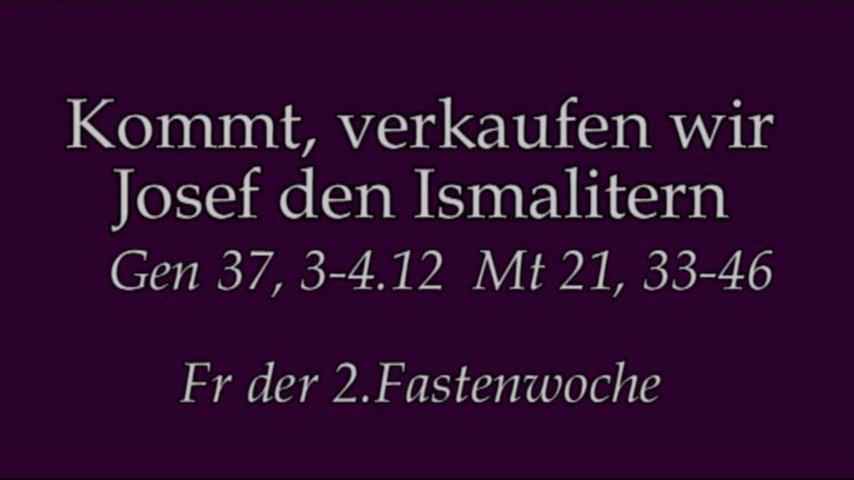 Kommt, verkaufen wir
Josef den Ismalitern
Gen 37, 3-4.12 Mt 21, 33-46
Fr der 2.Fastenwoche